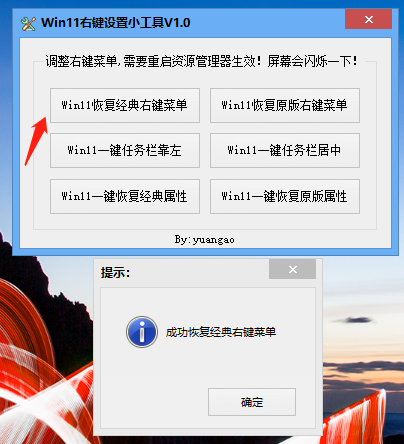 Win11右键设置小工具V1.0
调整右键菜单,需要重启资源管理器生效！屏幕会闪烁一下！
Win11恢复经典右键菜单
Win11恢复原版右键菜单
Win11一键任务栏靠左
Win11一键任务栏居中
Win11一键恢复经典属性
Win11一键恢复原版属性
By:yuangao
提示：
成功恢复经典右键菜单
确定